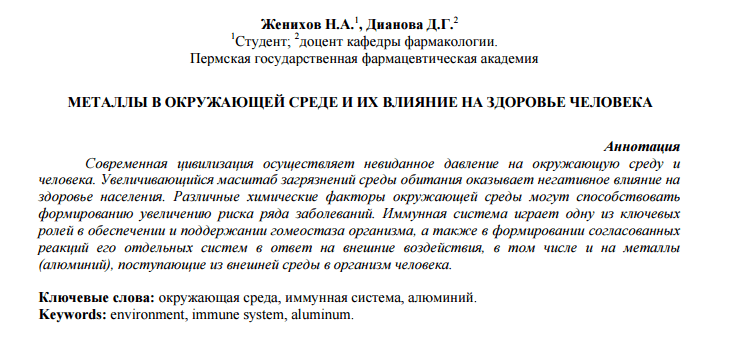 Женихов Н.А.¹, Дианова Д.Г.²
¹Студент; ²доцент кафедры фармакологии.
Пермская государственная фармацевтическая академия
МЕТАЛЛЫ В ОКРУЖАЮЩЕЙ СРЕДЕ И ИХ ВЛИЯНИЕ НА ЗДОРОВЬЕ ЧЕЛОВЕКА
Аннотация
Современная цивилизация осуществляет невиданное давление на окружающую среду и
человека. Увеличивающийся масштаб загрязнений среды обитания оказывает негативное влияние на
здоровье населения. Различные химические факторы окружающей среды могут способствовать
формированию увеличению риска ряда заболеваний. Иммунная система играет одну из ключевых
ролей в обеспечении и поддержании гомеостаза организма, а также в формировании согласованных
реакций его отдельных систем в ответ на внешние воздействия, в том числе и на металлы
(алюминий), поступающие из внешней среды в организм человека.
Ключевые слова: окружающая среда, иммунная система, алюминий.
Keywords: environment, immune system, aluminum.